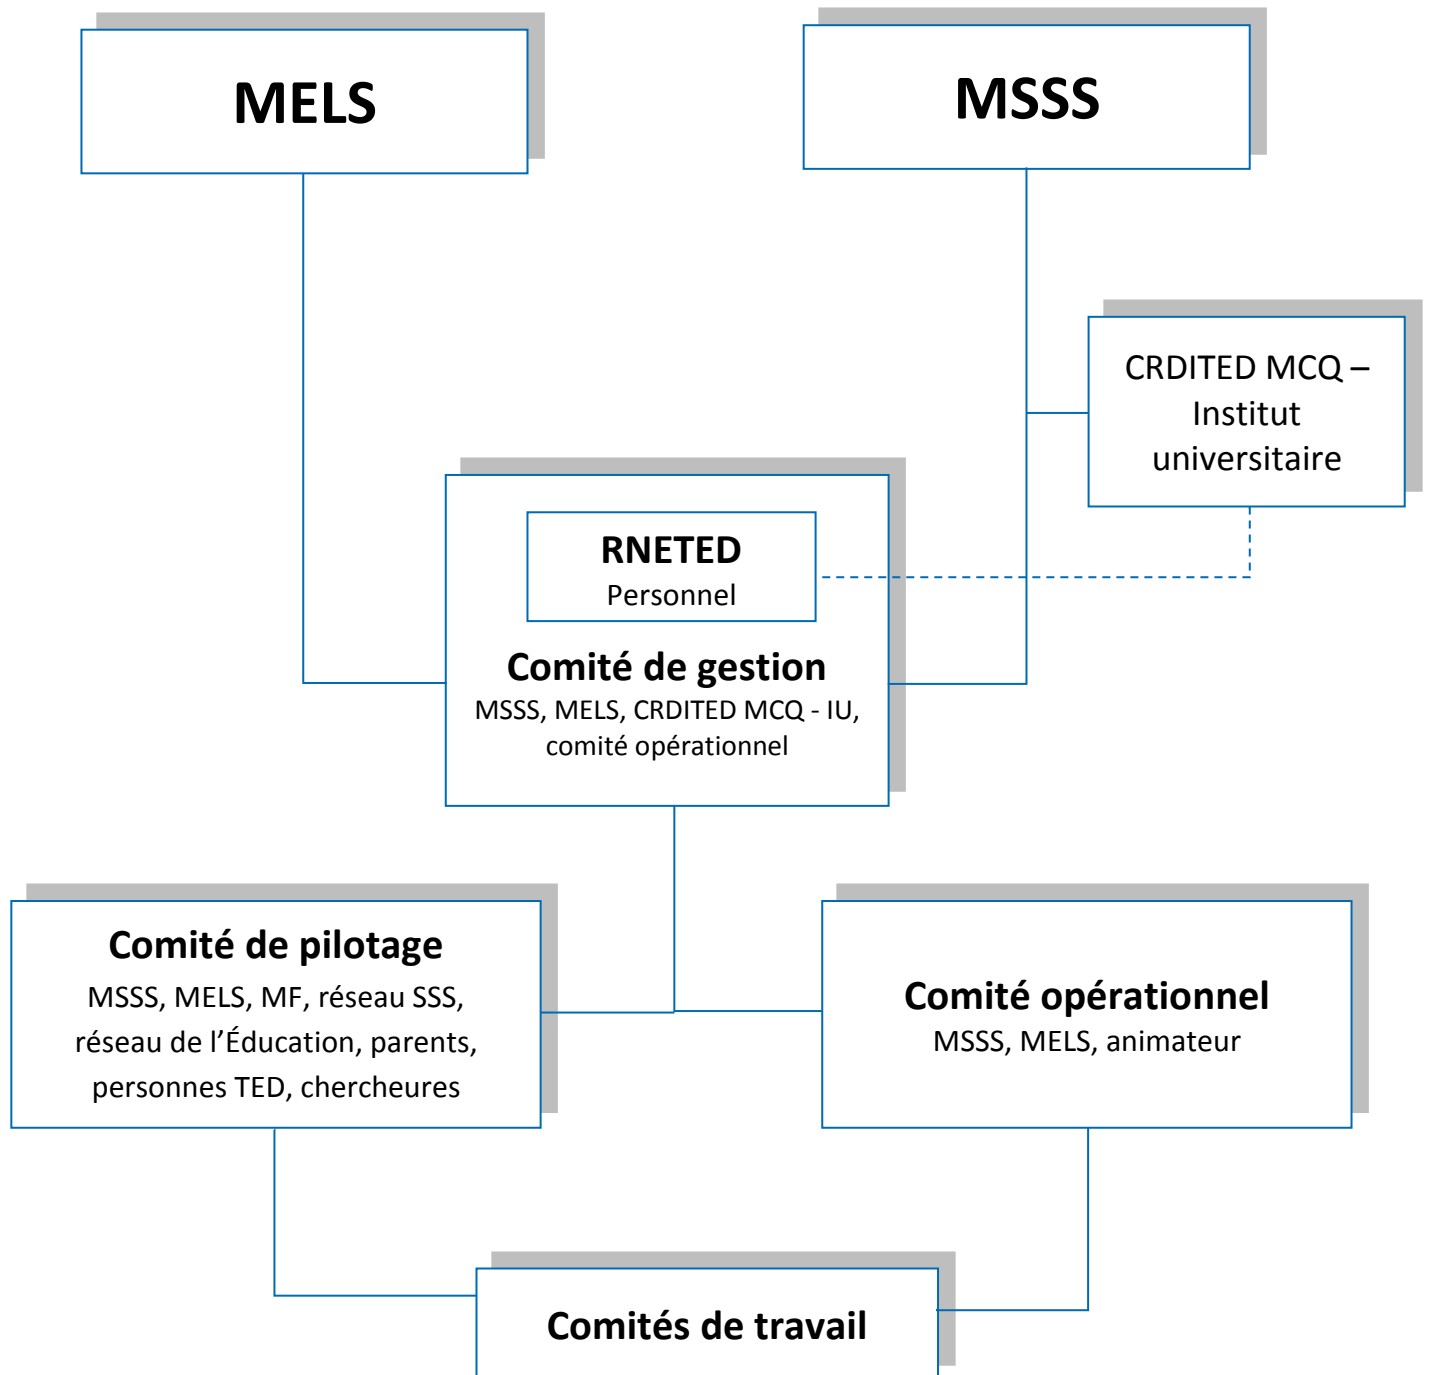 MELS
MSSS
CRDITED MCQ –
Institut
universitaire
RNETED
Personnel
Comité de gestion
MSSS, MELS, CRDITED MCQ - IU,
comité opérationnel
Comité de pilotage
MSSS, MELS, MF, réseau SSS,
réseau de l’Éducation, parents,
personnes TED, chercheures
Comité opérationnel
MSSS, MELS, animateur
Comités de travail